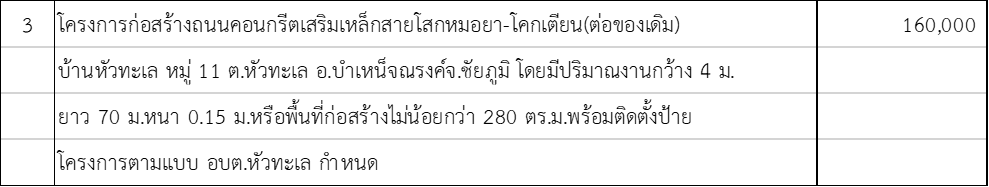 3 โครงการก่อสร้างถนนคอนกรีตเสริมเหล็กสายโสกหมอยา-โคกเตียน(ต่อของเดิม) 160,000
บ้านหัวทะเล หมู่ 11 ต.หัวทะเล อ.บำเหน็จณรงค์จ.ชัยภูมิ โดยมีปริมาณงานกว้าง 4 ม.
ยาว 70 ม.หนา 0.15 ม.หรือพื้นที่ก่อสร้างไม่น้อยกว่า 280 ตร.ม.พร้อมติดตั้งป้าย
โครงการตามแบบ อบต.หัวทะเล กำหนด